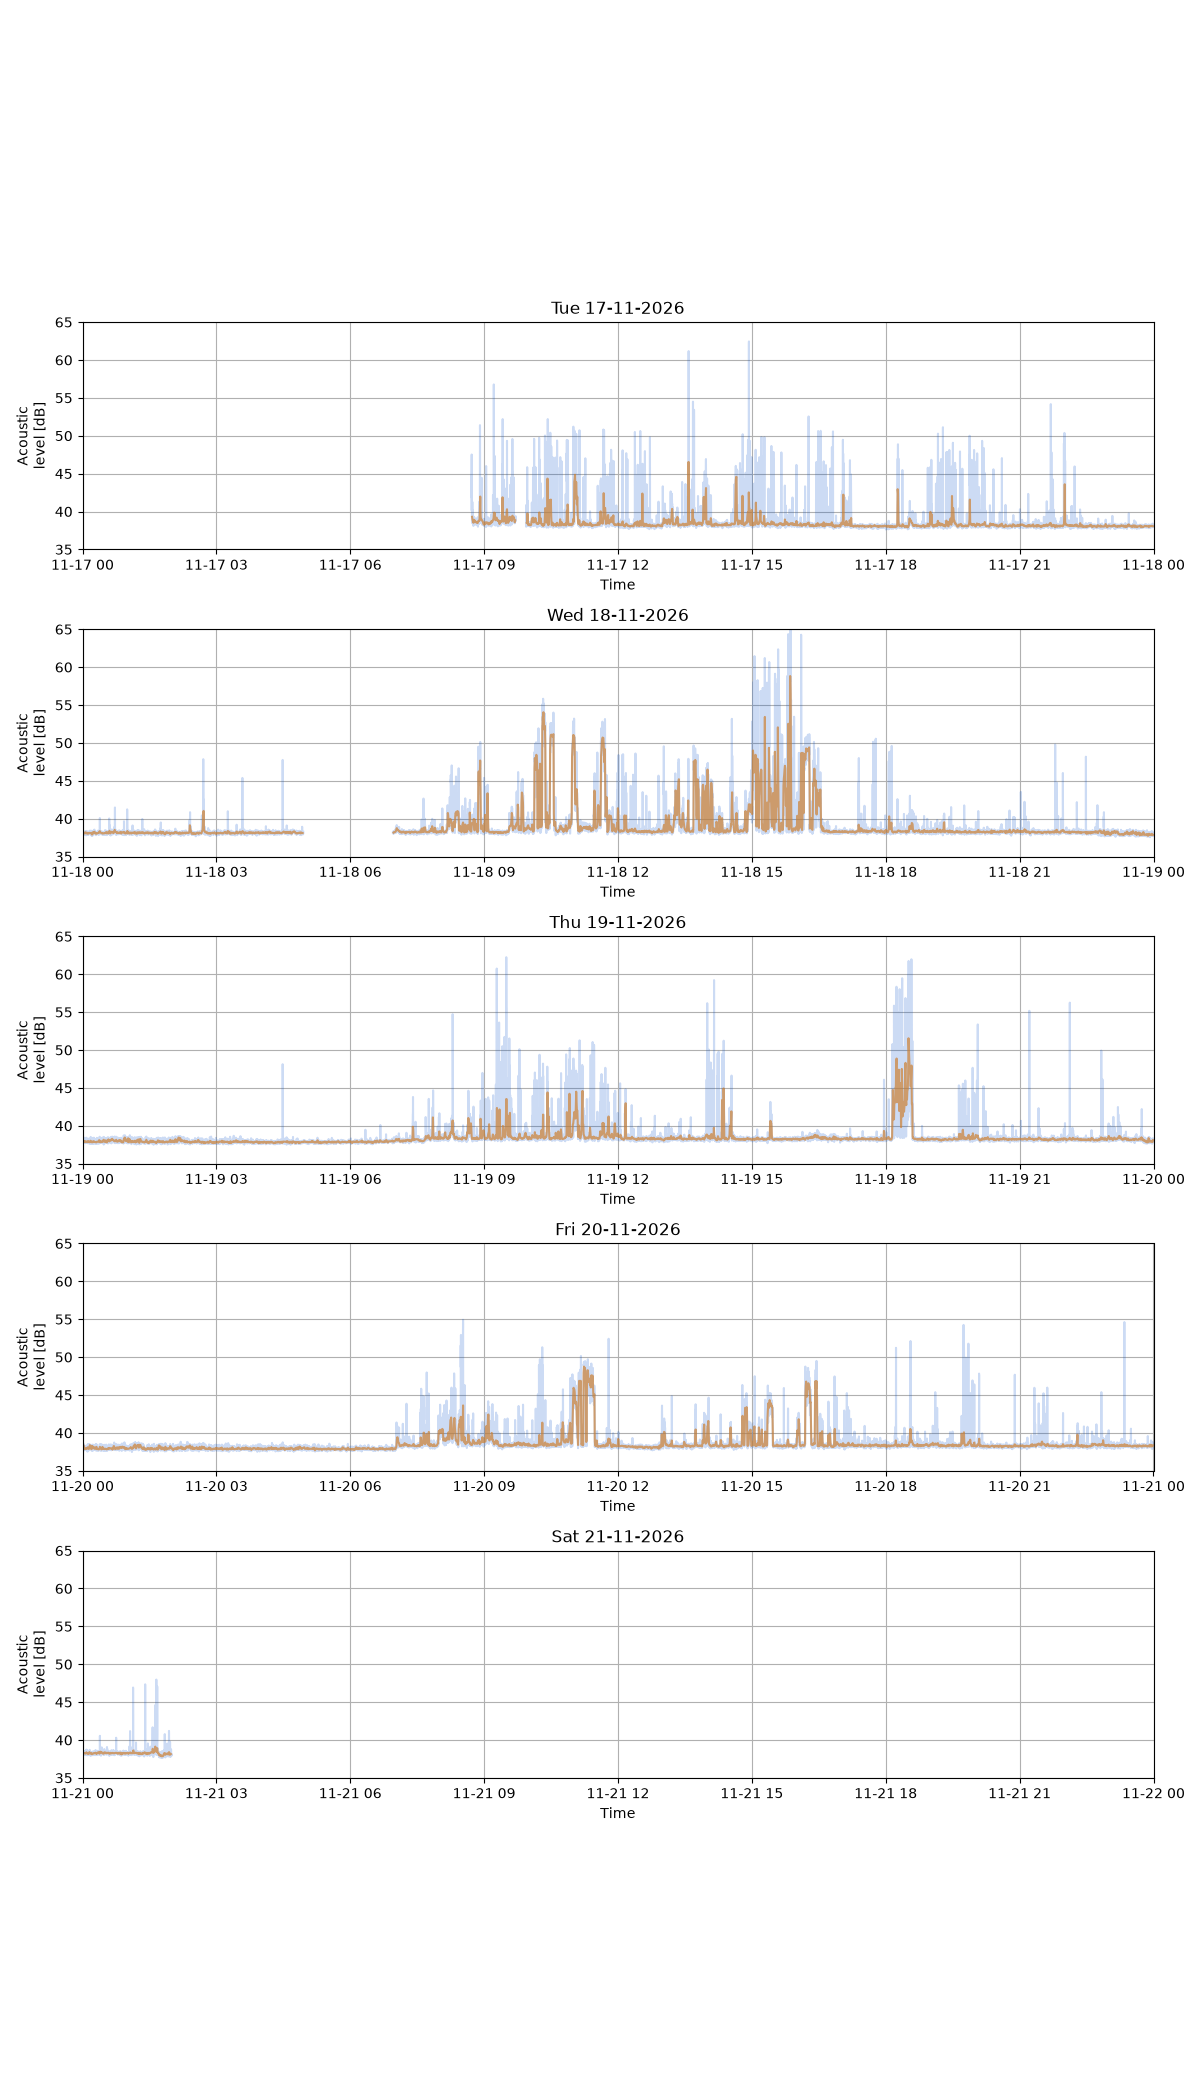 Tue 17-11-2026
65
60
55
50
45
40
35
Acoustic
level [dB]
11-17 00 11-17 03 11-17 06 11-17 09 11-17 12 11-17 15 11-17 18 11-17 21 11-18 00
Time
Wed 18-11-2026
65
60
55
50
45
40
35
Acoustic
level [dB]
11-18 00 11-18 03 11-18 06 11-18 09 11-18 12 11-18 15 11-18 18 11-18 21 11-19 00
Time
Thu 19-11-2026
65
60
55
50
45
40
35
Acoustic
level [dB]
11-19 00 11-19 03 11-19 06 11-19 09 11-19 12 11-19 15 11-19 18 11-19 21 11-20 00
Time
Fri 20-11-2026
65
60
55
50
45
40
35
Acoustic
level [dB]
11-20 00 11-20 03 11-20 06 11-20 09 11-20 12 11-20 15 11-20 18 11-20 21 11-21 00
Time
Sat 21-11-2026
65
60
55
50
45
40
35
Acoustic
level [dB]
11-21 00 11-21 03 11-21 06 11-21 09 11-21 12 11-21 15 11-21 18 11-21 21 11-22 00
Time